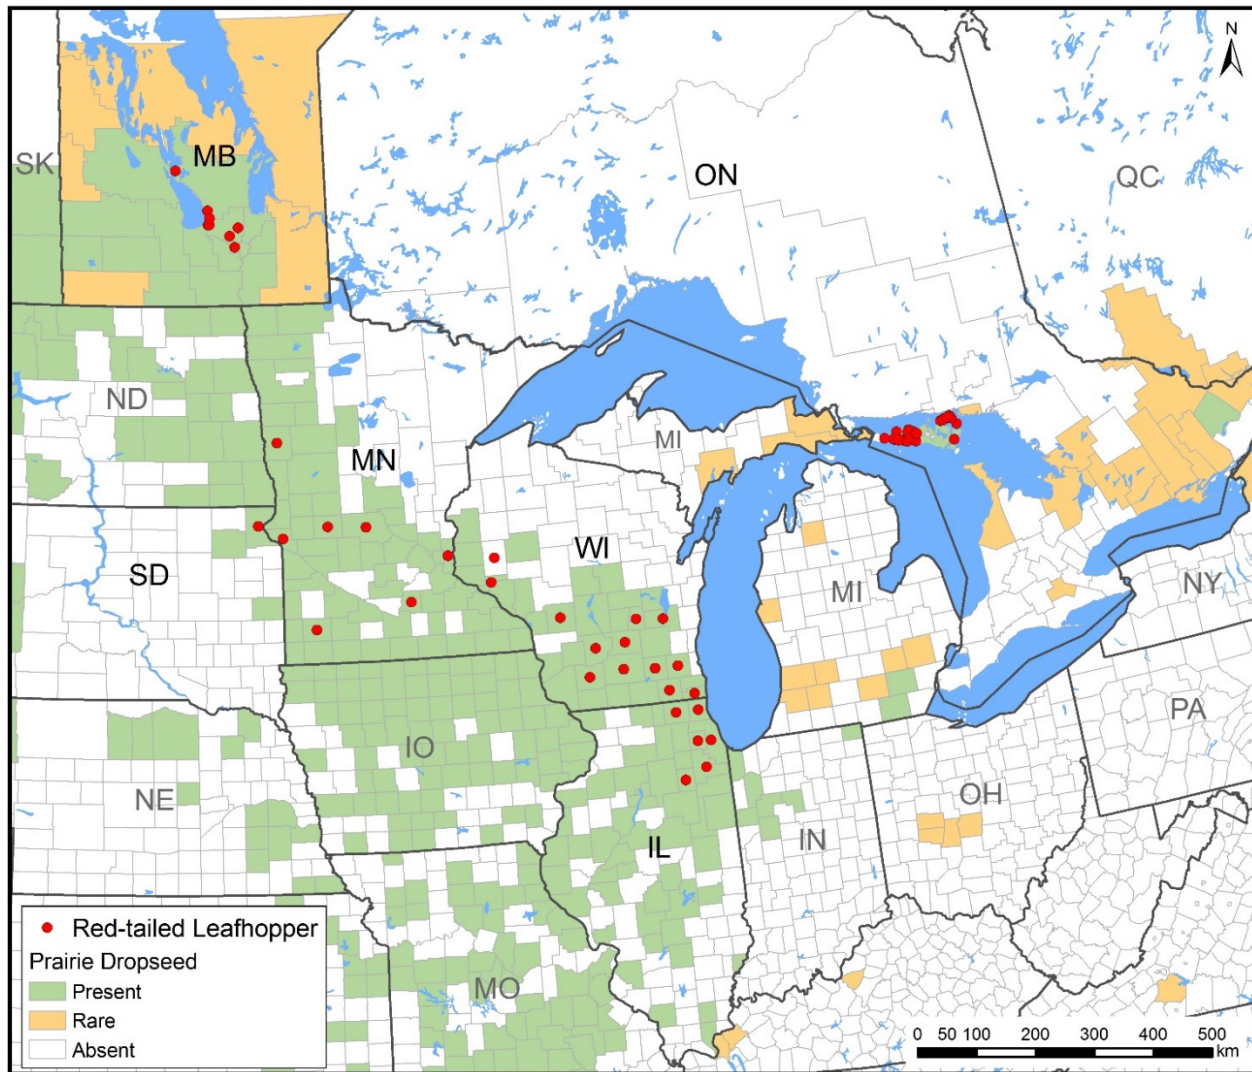 N
SK
MB
ON
QC
ND
MN
MI
SD
WI
MI
NY
PA
IO
NE
OH
IN
IL
MO
Red-tailed Leafhopper
Prairie Dropseed
Present
Rare
Absent
0 50 100 200 300 400 500
km